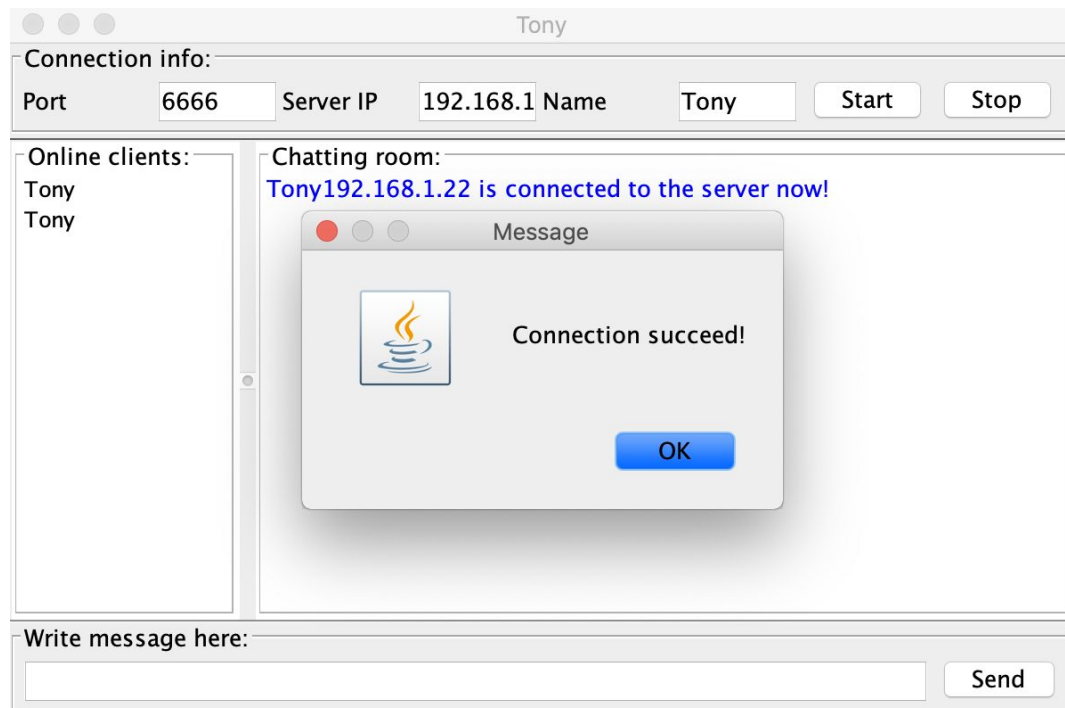 Tony
Connection info:
Port 6666 Server IP 192.168.1 Name Tony Start Stop
Online clients:
Tony
Tony
Chatting room:
Tony192.168.1.22 is connected to the server now!
Message
Connection succeed!
OK
Write message here:
Send